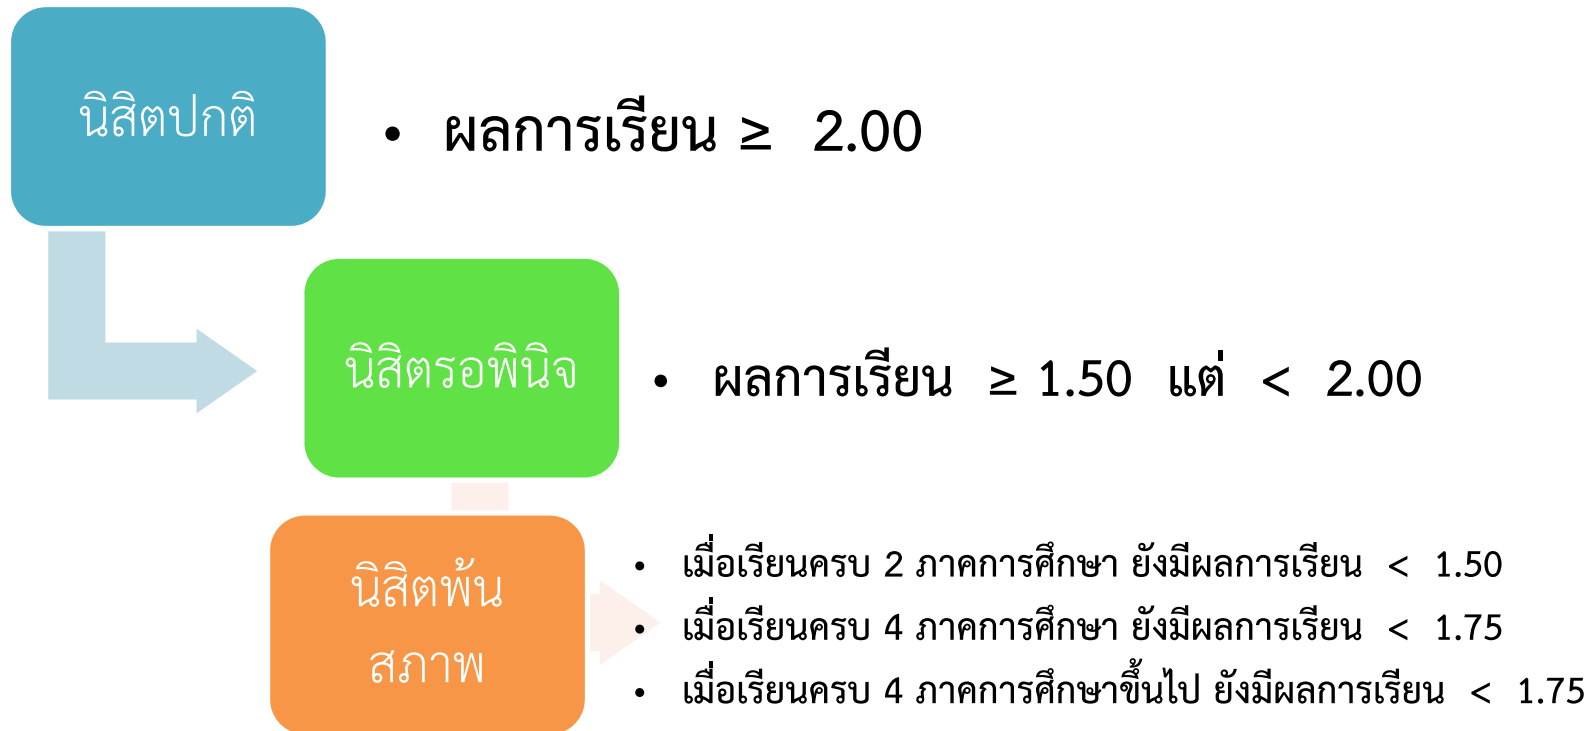 นิสิตปกติ
• ผลการเรียน ≥ 2.00
นิสิตรอพินิจ
• ผลการเรียน ≥ 1.50 แต่ < 2.00
นิสิตพ้น
สภาพ
• เมื่อเรียนครบ 2 ภาคการศึกษา ยังมีผลการเรียน < 1.50
• เมื่อเรียนครบ 4 ภาคการศึกษา ยังมีผลการเรียน < 1.75
• เมื่อเรียนครบ 4 ภาคการศึกษาขึ้นไป ยังมีผลการเรียน < 1.75